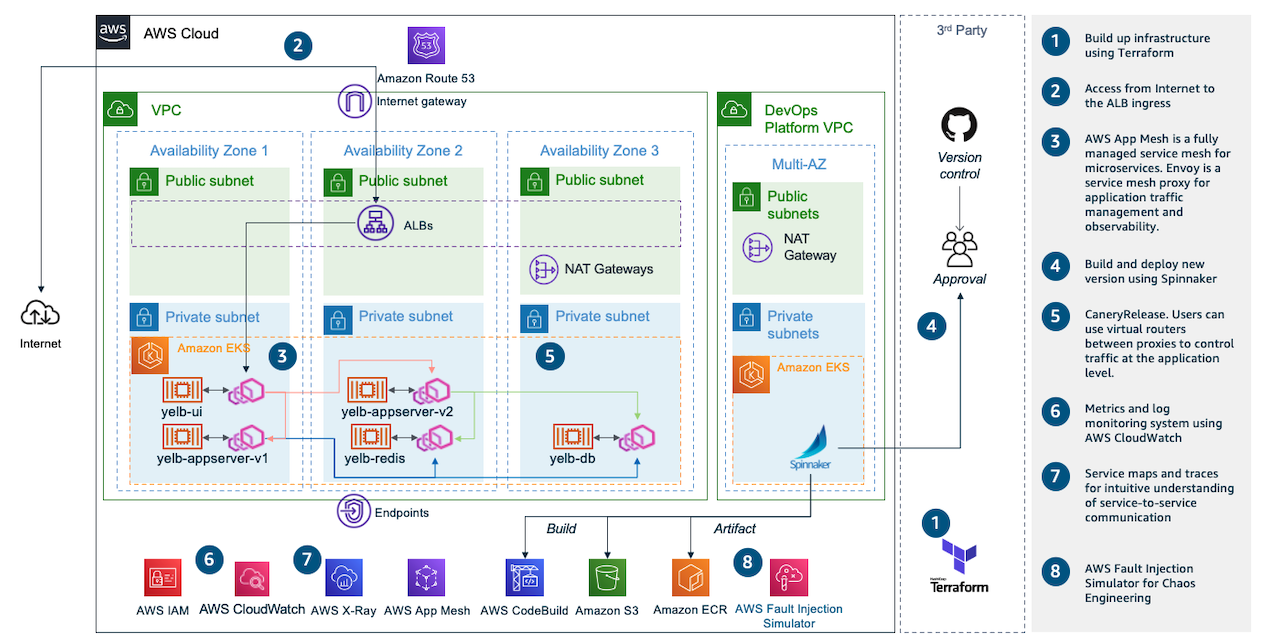 aws
AWS Cloud
2
53
Amazon Route 53
3rd Party
VPC
Internet gateway
DevOps
Platform VPC
Availability Zone 1
Availability Zone 2
Availability Zone 3
Multi-AZ
Public subnet
Public subnet
Public subnet
Public
subnets
ALBs
NAT Gateways
NAT
Gateway
Version
control
Approval
4
Internet
Private subnet
Private subnet
Private subnet
Private
subnets
Amazon EKS
3
5
Amazon EKS
yelb-ui
yelb-appserver-v2
yelb-appserver-v1
yelb-redis
yelb-db
Spinnaker
Endpoints
Build
Artifact
1
HashiCorp
Terraform
6
7
8
AWS IAM
AWS CloudWatch
AWS X-Ray
AWS App Mesh
AWS CodeBuild
Amazon S3
Amazon ECR
AWS Fault Injection
Simulator
1
Build up infrastructure
using Terraform
2
Access from Internet to
the ALB ingress
3
AWS App Mesh is a fully
managed service mesh for
microservices. Envoy is a
service mesh proxy for
application traffic
management and
observability.
4
Build and deploy new
version using Spinnaker
5
CaneryRelease. Users can
use virtual routers
between proxies to control
traffic at the application
level.
6
Metrics and log
monitoring system using
AWS CloudWatch
7
Service maps and traces
for intuitive understanding
of service-to-service
communication
8
AWS Fault Injection
Simulator for Chaos
Engineering